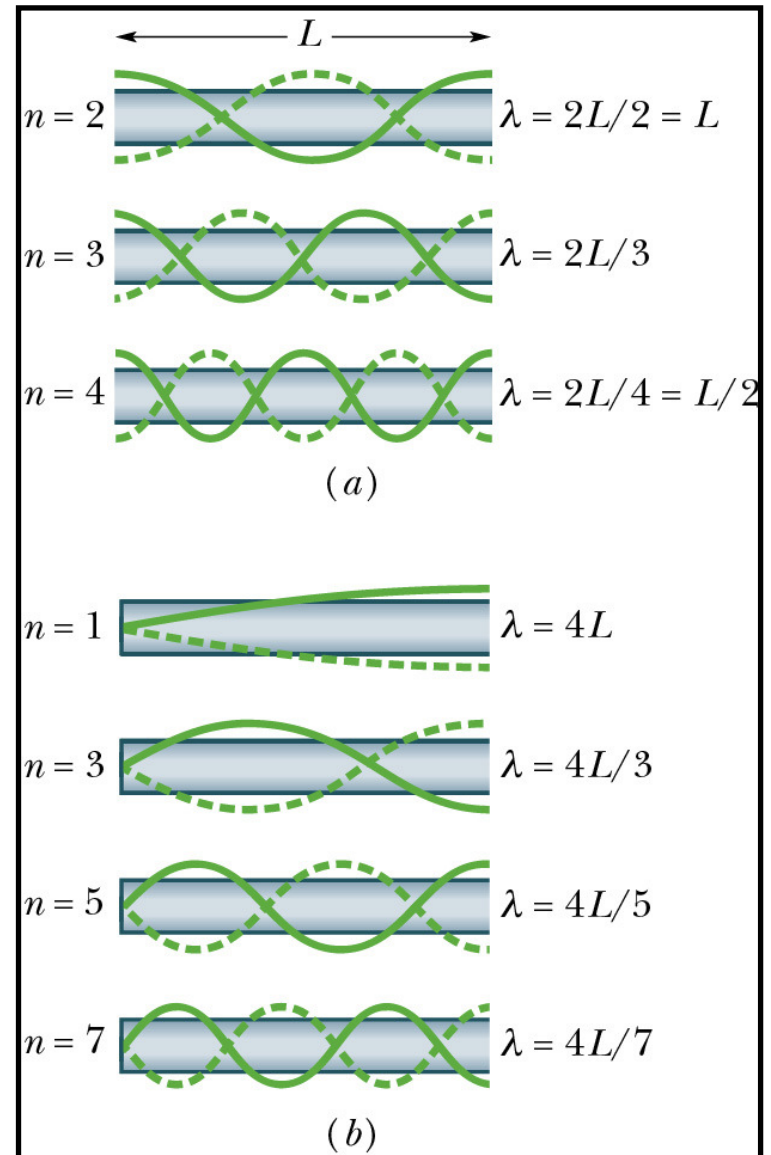 L
n = 2 λ = 2L/2 = L
n = 3 λ = 2L/3
n = 4 λ = 2L/4 = L/2
(a)
n = 1 λ = 4L
n = 3 λ = 4L/3
n = 5 λ = 4L/5
n = 7 λ = 4L/7
(b)